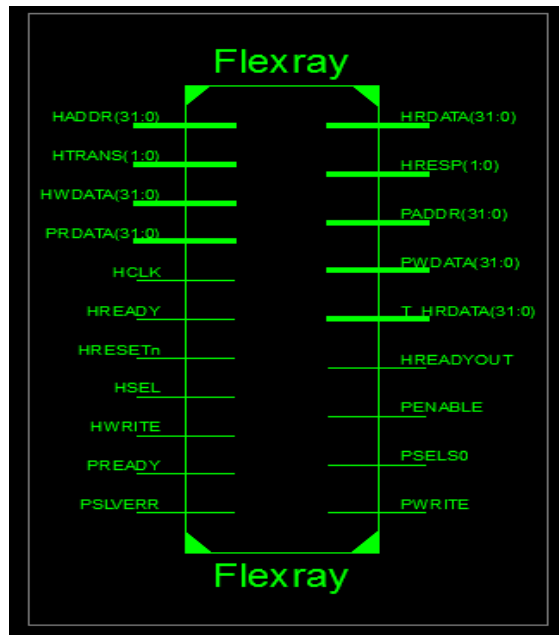 Flexray
HADDR(31:0)
HTRANS(1:0)
HWDATA(31:0)
PRDATA(31:0)
HCLK
HREADY
HRESETn
HSEL
HWRITE
PREADY
PSLVERR
HRDATA(31:0)
HRESP(1:0)
PADDR(31:0)
PWDATA(31:0)
T_HRDATA(31:0)
HREADYOUT
PENABLE
PSELS0
PWRITE
Flexray